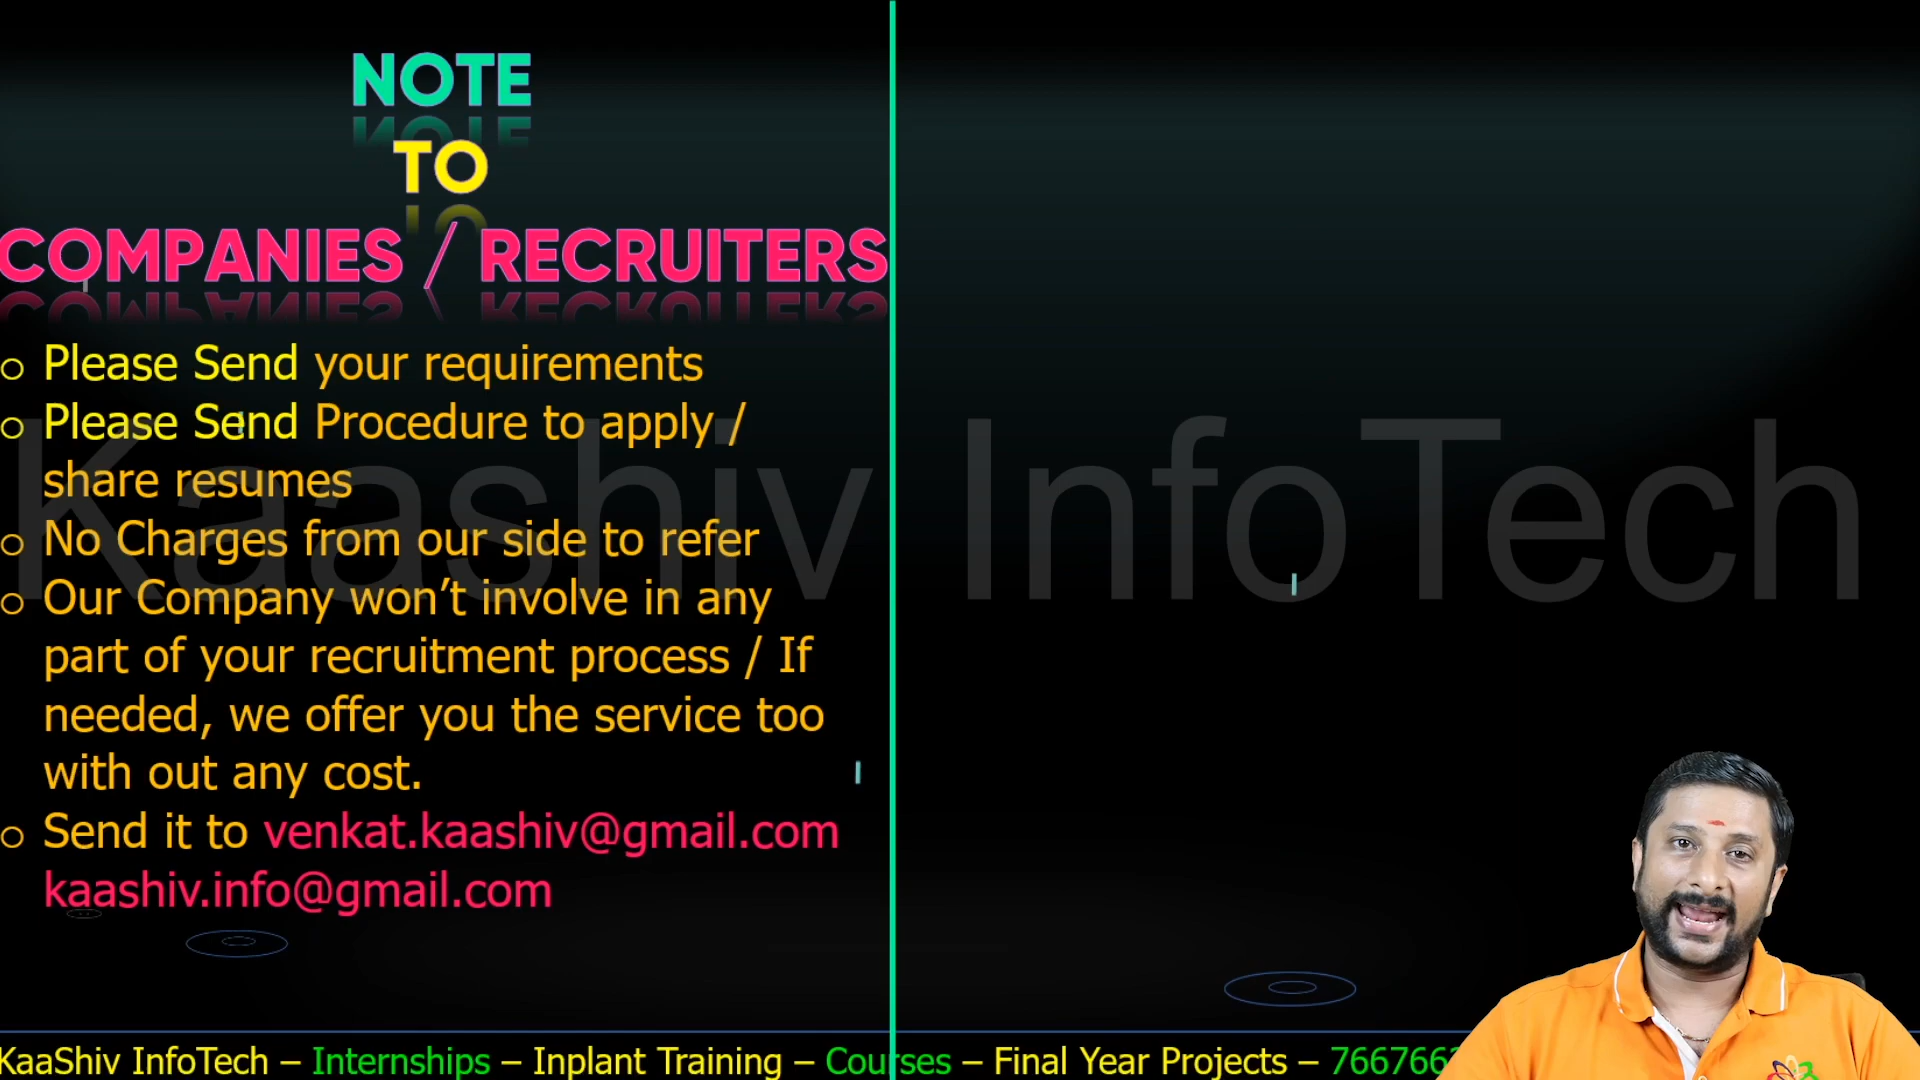 NOTE
TO
COMPANIES / RECRUITERS
Please Send your requirements
Please Send Procedure to apply /
share resumes
No Charges from our side to refer
Our Company won’t involve in any
part of your recruitment process / If
needed, we offer you the service too
with out any cost.
Send it to venkat.kaashiv@gmail.com
kaashiv.info@gmail.com
Kaashiv InfoTech
KaaShiv InfoTech – Internships – Inplant Training – Courses – Final Year Projects –